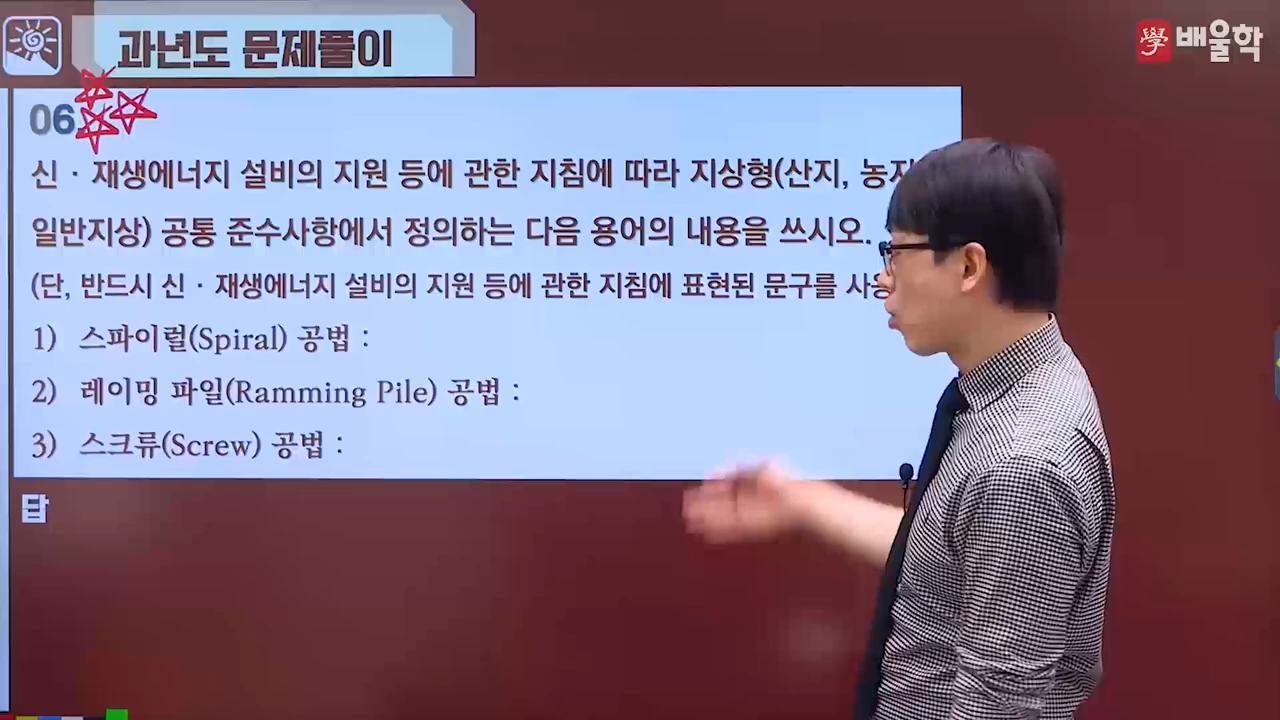 과년도 문제풀이
學 배울학
06.
신 · 재생에너지 설비의 지원 등에 관한 지침에 따라 지상형(산지,
일반지상) 공통 준수사항에서 정의하는 다음 용어의 내용을 쓰시오.
(단, 반드시 신 · 재생에너지 설비의 지원 등에 관한 지침에 표현된 문구를
1) 스파이럴(Spiral) 공법 :
2) 레이밍 파일(Ramming Pile) 공법 :
3) 스크류(Screw) 공법 :
답